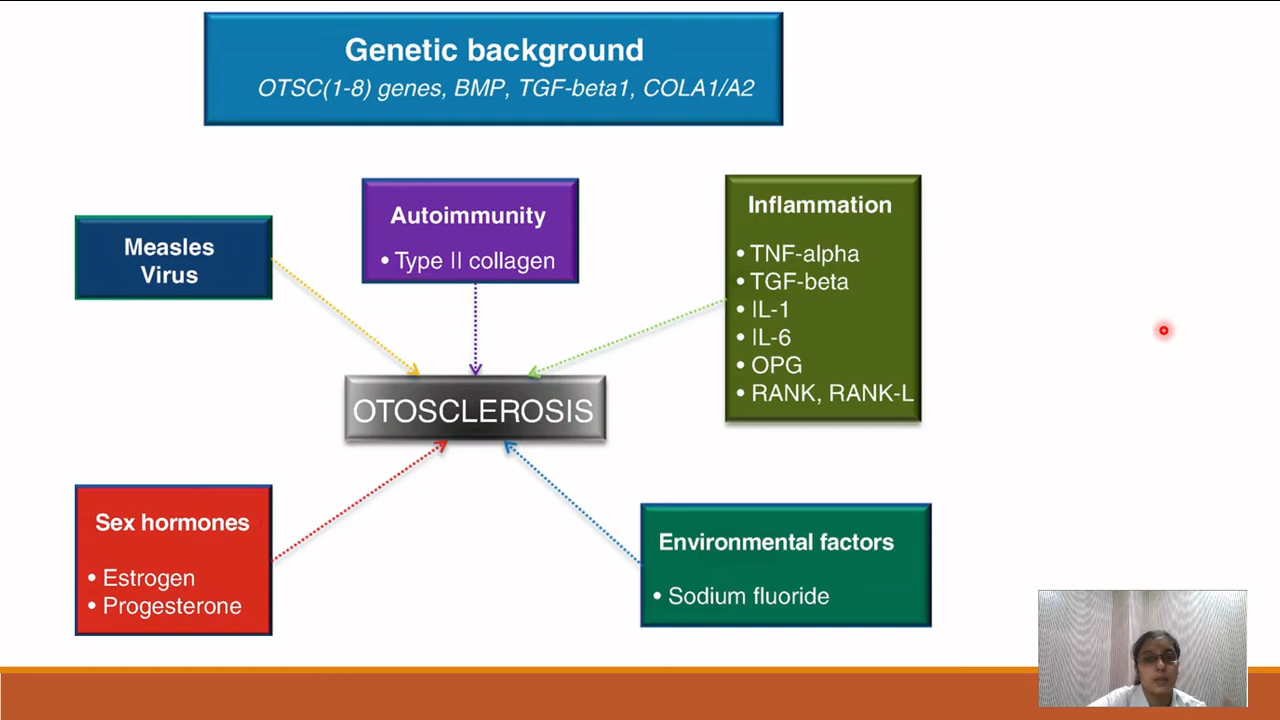 Genetic background
OTSC(1-8) genes, BMP, TGF-beta1, COLA1/A2
Measles
Virus
Autoimmunity
• Type II collagen
Inflammation
• TNF-alpha
• TGF-beta
• IL-1
• IL-6
• OPG
• RANK, RANK-L
OTOSCLEROSIS
Sex hormones
• Estrogen
• Progesterone
Environmental factors
• Sodium fluoride